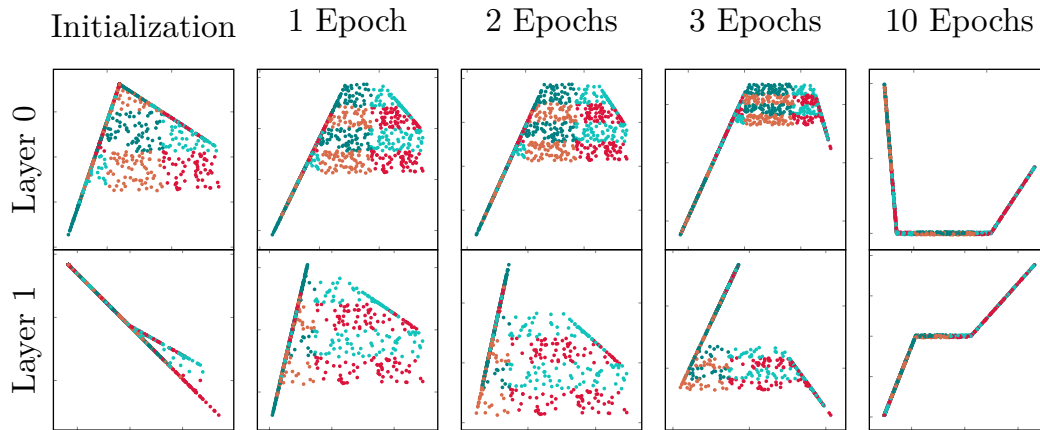 Initialization
1 Epoch
2 Epochs
3 Epochs
10 Epochs
Layer 0
Layer 1